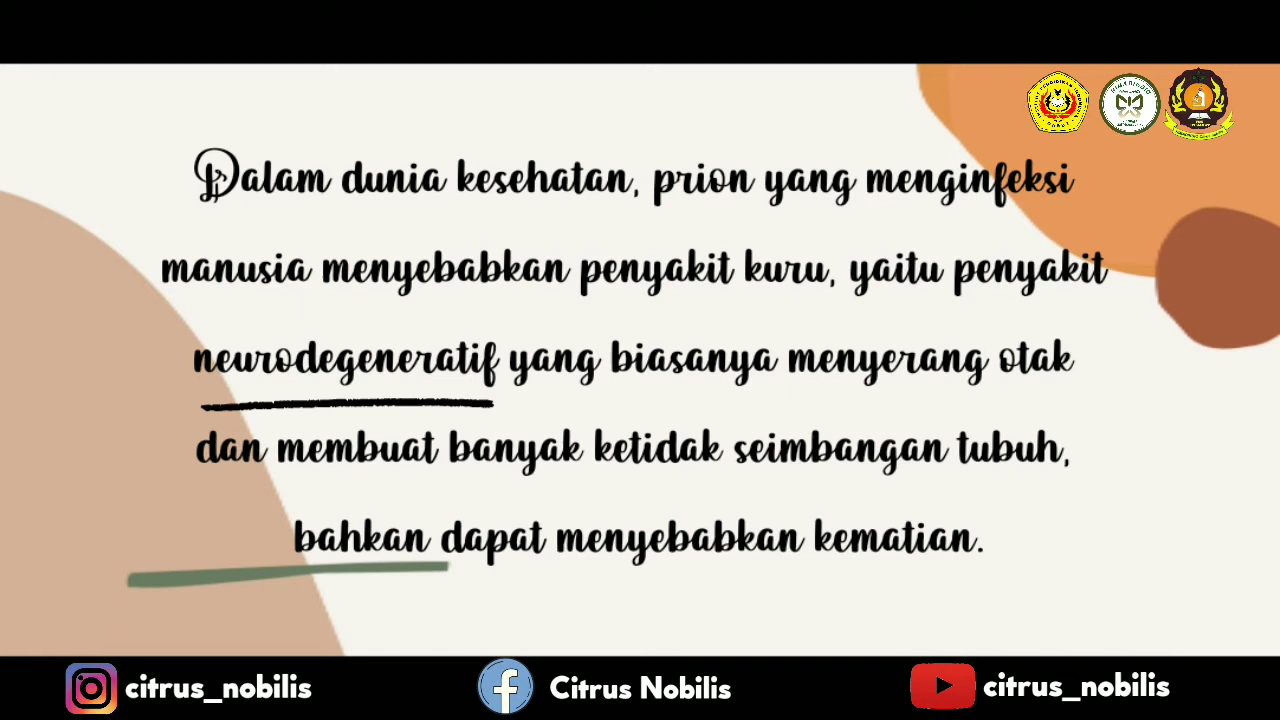 Dalam dunia kesehatan, prion yang menginfeksi
manusia menyebabkan penyakit kuru, yaitu penyakit
neurodegeneratif yang biasanya menyerang otak
dan membuat banyak ketidak seimbangan tubuh,
bahkan dapat menyebabkan kematian.
citrus_nobilis
Citrus Nobilis
citrus_nobilis